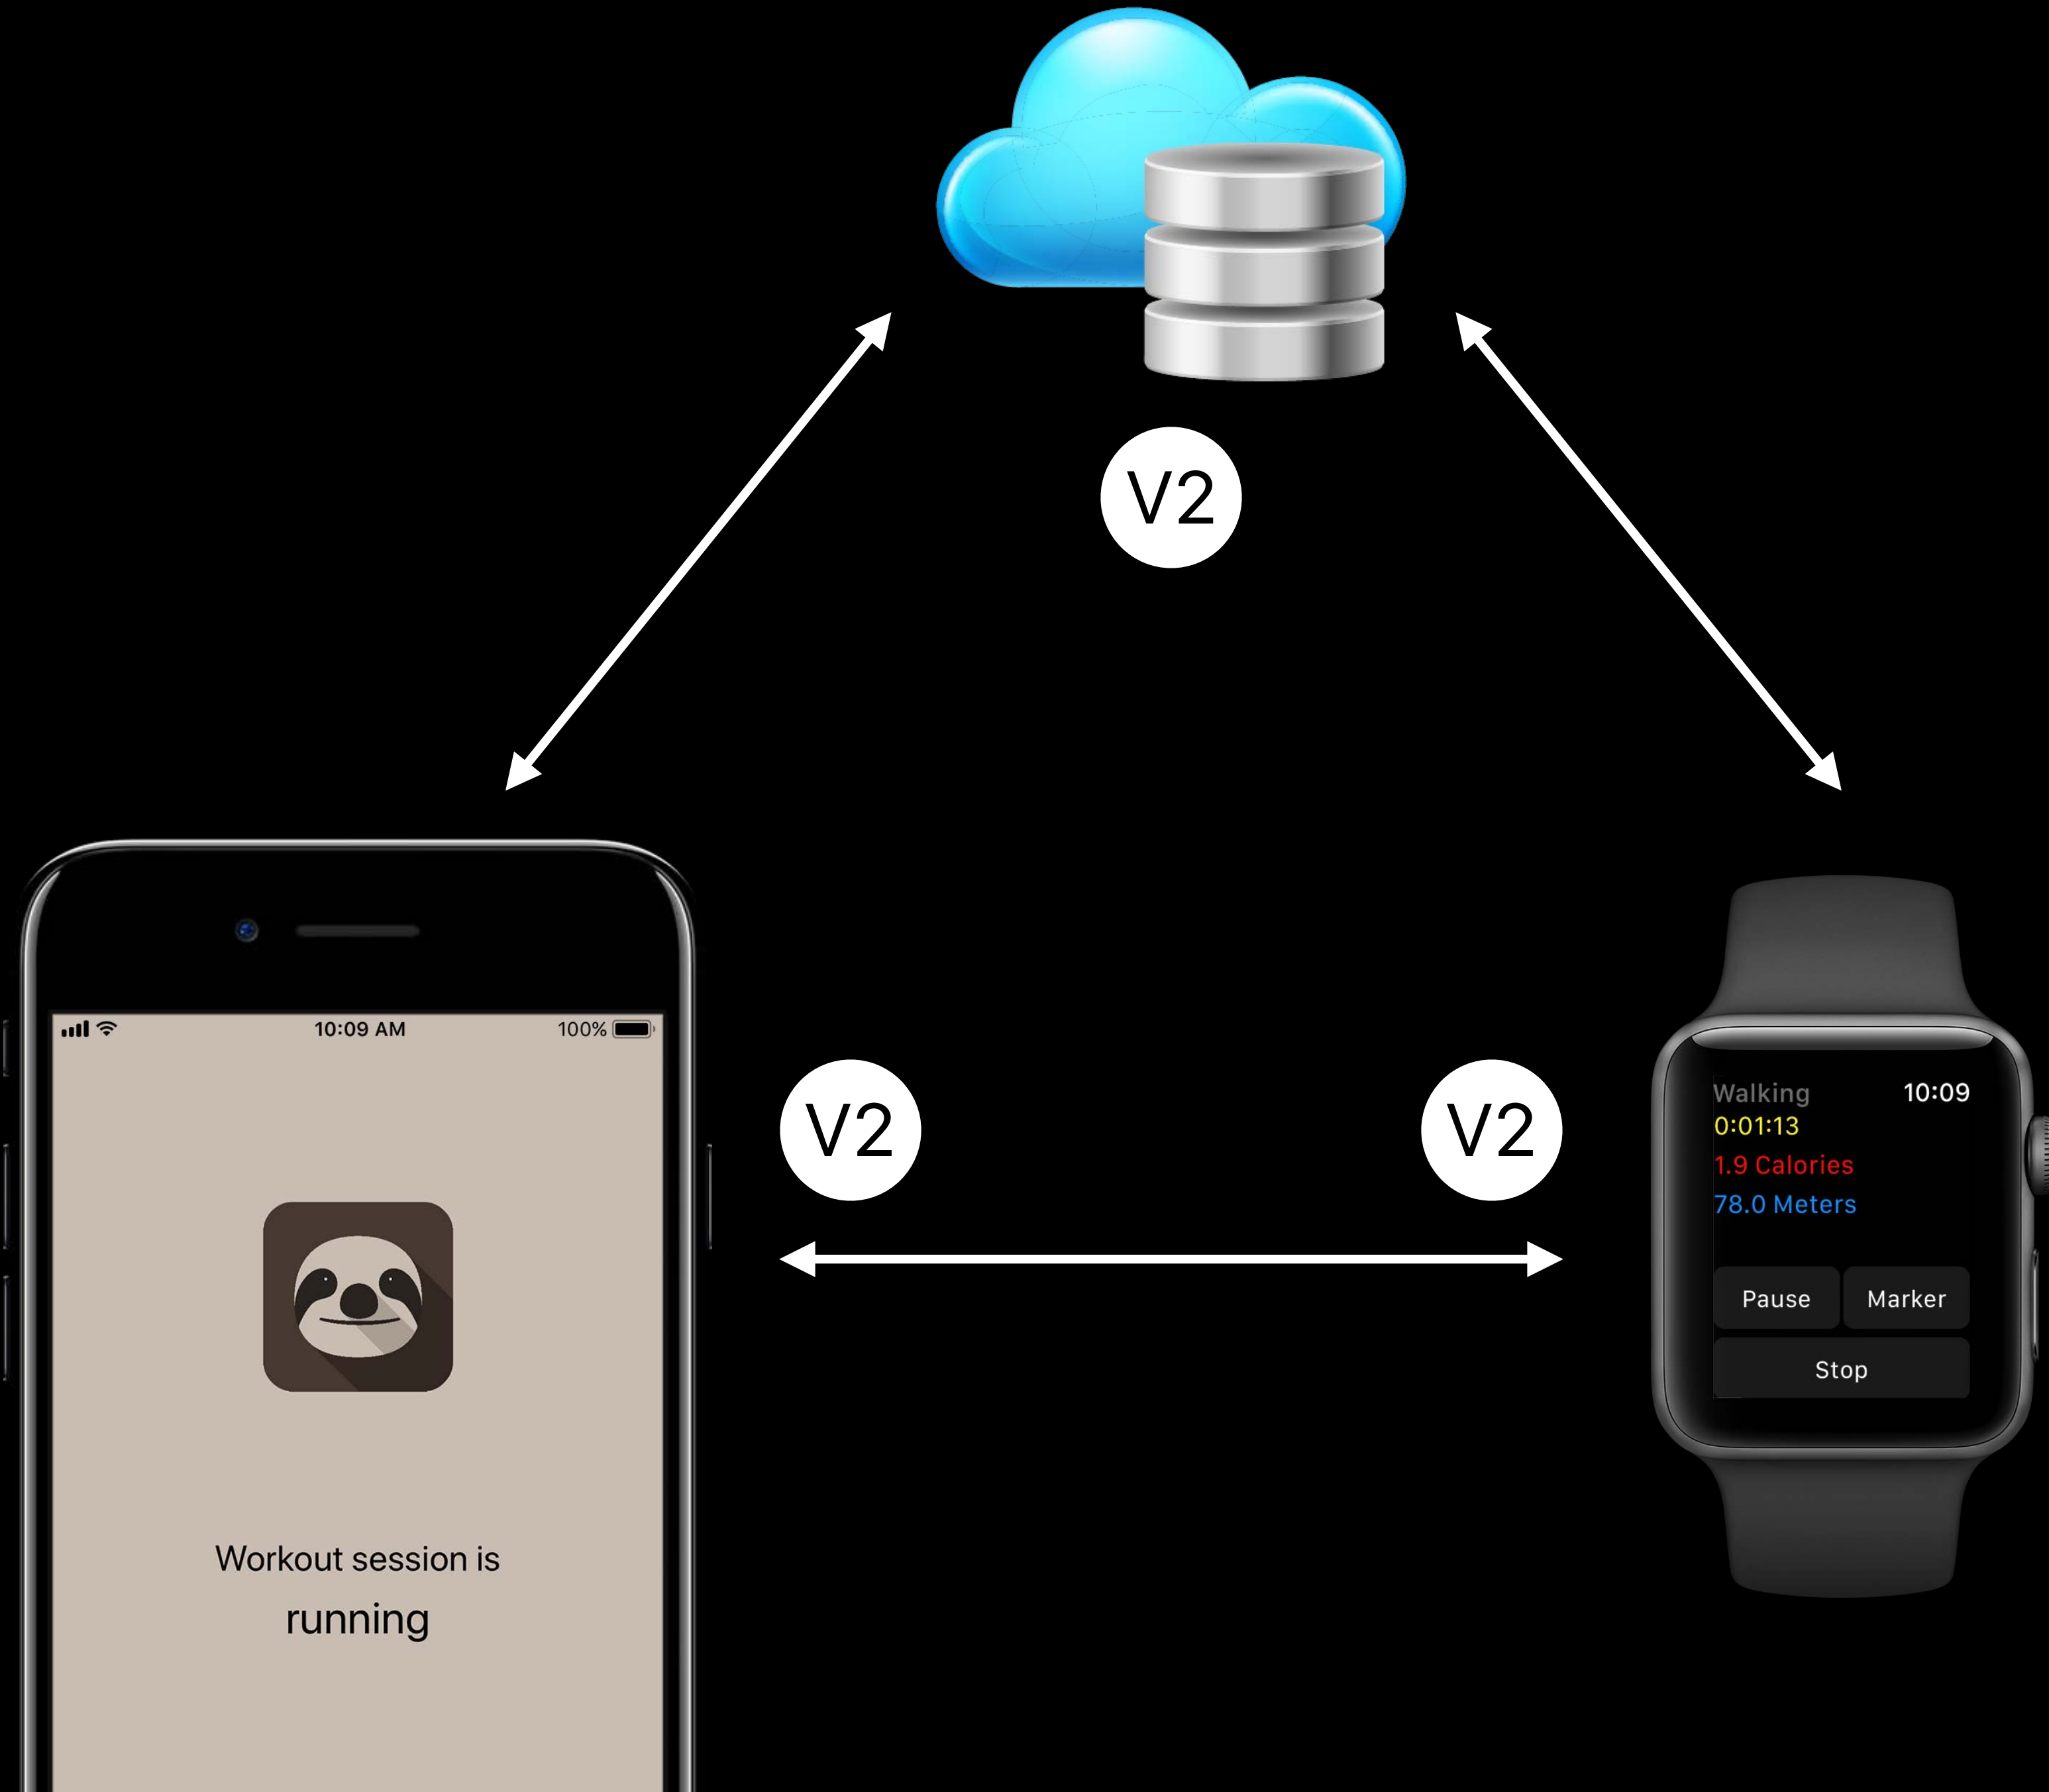 V2
10:09 AM
100%
V2
V2
Walking
10:09
0:01:13
1.9 Calories
78.0 Meters
Pause
Marker
Stop
Workout session is
running